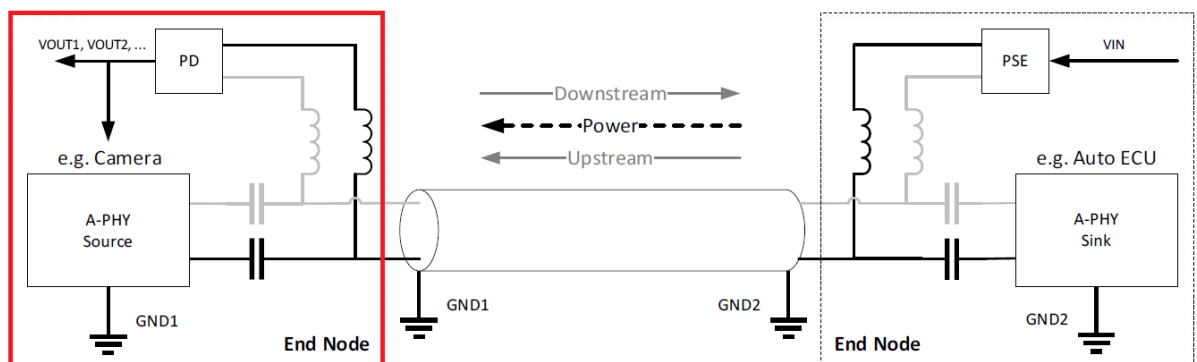 VOUT1, VOUT2, ...
PD
PSE
VIN
Downstream
Power
Upstream
e.g. Camera
e.g. Auto ECU
A-PHY
Source
A-PHY
Sink
GND1
GND1
GND2
GND2
End Node
End Node